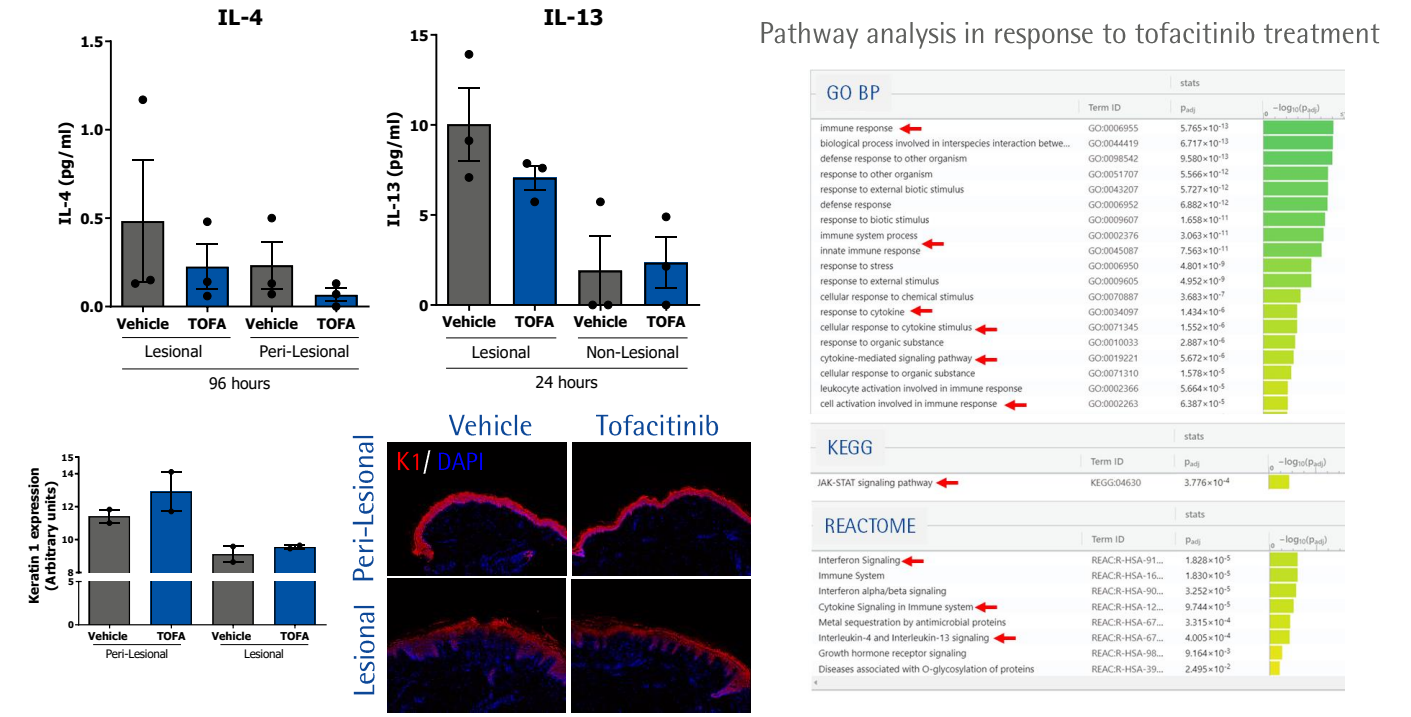 IL-4
IL-4 (pg/ml)
1.5
1.0
0.5
0.0
Vehicle TOFA Vehicle TOFA
Lesional Peri-Lesional
96 hours
IL-13
IL-13 (pg/ml)
15
10
5
0
Vehicle TOFA Vehicle TOFA
Lesional Non-Lesional
24 hours
Keratin 1 expression
(Arbitrary units)
15
14
12
10
8
5
0
Vehicle TOFA Vehicle TOFA
Peri-Lesional Lesional
Vehicle Tofacitinib
Peri-Lesional
Lesional
K1/ DAPI
Pathway analysis in response to tofacitinib treatment
GO BP
stats
Term ID Padj −log10(Padj)
0
immune response GO:0006955 5.765×10-13
biological process involved in interspecies interaction betwe... GO:0044419 6.717×10-13
defense response to other organism GO:0098542 9.580×10-13
response to other organism GO:0051707 5.566×10-12
response to external biotic stimulus GO:0043207 5.727×10-12
defense response GO:0006952 6.882×10-12
response to biotic stimulus GO:0009607 1.658×10-11
immune system process GO:0002376 3.063×10-11
innate immune response GO:0045087 7.563×10-11
response to stress GO:0006950 4.801×10-9
response to external stimulus GO:0009605 4.952×10-9
cellular response to chemical stimulus GO:0070887 3.683×10-7
response to cytokine GO:0034097 1.434×10-6
cellular response to cytokine stimulus GO:0071345 1.552×10-6
response to organic substance GO:0010033 2.887×10-6
cytokine-mediated signaling pathway GO:0019221 5.672×10-6
cellular response to organic substance GO:0071310 1.578×10-5
leukocyte activation involved in immune response GO:0002366 5.664×10-5
cell activation involved in immune response GO:0002263 6.387×10-5
KEGG
stats
Term ID Padj −log10(Padj)
0
JAK-STAT signaling pathway KEGG:04630 3.776×10-4
REACTOME
stats
Term ID Padj −log10(Padj)
0
Interferon Signaling REAC:R-HSA-91... 1.828×10-5
Immune System REAC:R-HSA-16... 1.830×10-5
Interferon alpha/beta signaling REAC:R-HSA-90... 3.252×10-5
Cytokine Signaling in Immune system REAC:R-HSA-12... 9.744×10-5
Metal sequestration by antimicrobial proteins REAC:R-HSA-67... 3.315×10-4
Interleukin-4 and Interleukin-13 signaling REAC:R-HSA-67... 4.005×10-4
Growth hormone receptor signaling REAC:R-HSA-98... 9.164×10-3
Diseases associated with O-glycosylation of proteins REAC:R-HSA-39... 2.495×10-2